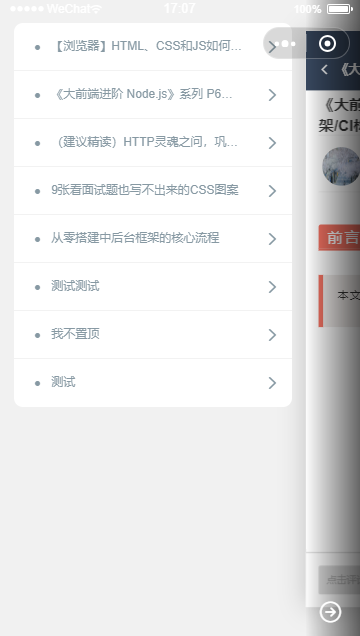 WeChat
17:07
100%
【浏览器】HTML、CSS和JS如何...
《大前端进阶 Node.js》系列 P6...
（建议精读）HTTP灵魂之问，巩...
9张看面试题也写不出来的CSS图案
从零搭建中后台框架的核心流程
测试测试
我不置顶
测试
《大
《大前
架/CI
前言
本文
点击评